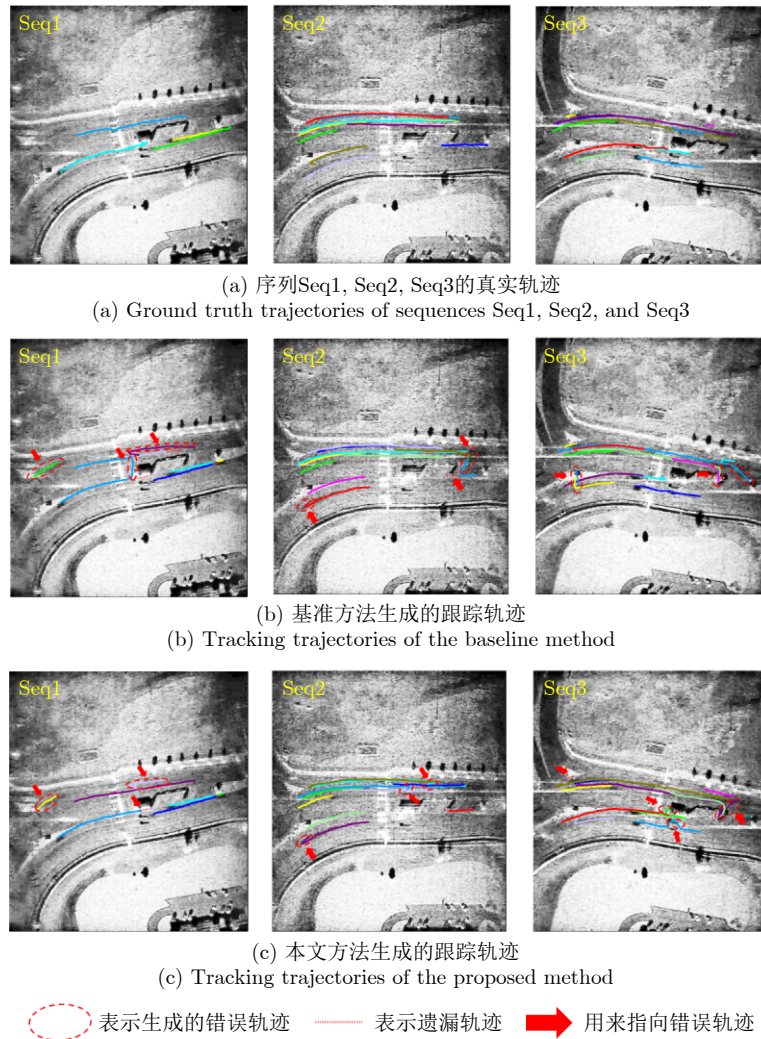 Seq1 Seq2 Seq3
(a) 序列Seq1, Seq2, Seq3的真实轨迹
(a) Ground truth trajectories of sequences Seq1, Seq2, and Seq3
Seq1 Seq2 Seq3
(b) 基准方法生成的跟踪轨迹
(b) Tracking trajectories of the baseline method
Seq1 Seq2 Seq3
(c) 本文方法生成的跟踪轨迹
(c) Tracking trajectories of the proposed method
表示生成的错误轨迹 表示遗漏轨迹 用来指向错误轨迹